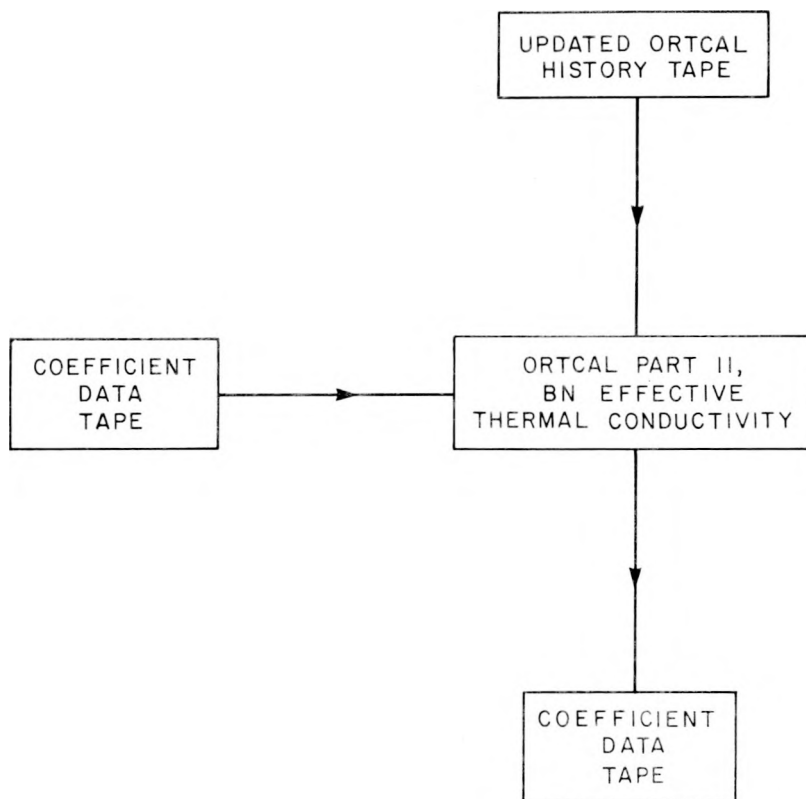 UPDATED ORTCAL
HISTORY TAPE
COEFFICIENT
DATA
TAPE
ORTCAL PART II,
BN EFFECTIVE
THERMAL CONDUCTIVITY
COEFFICIENT
DATA
TAPE